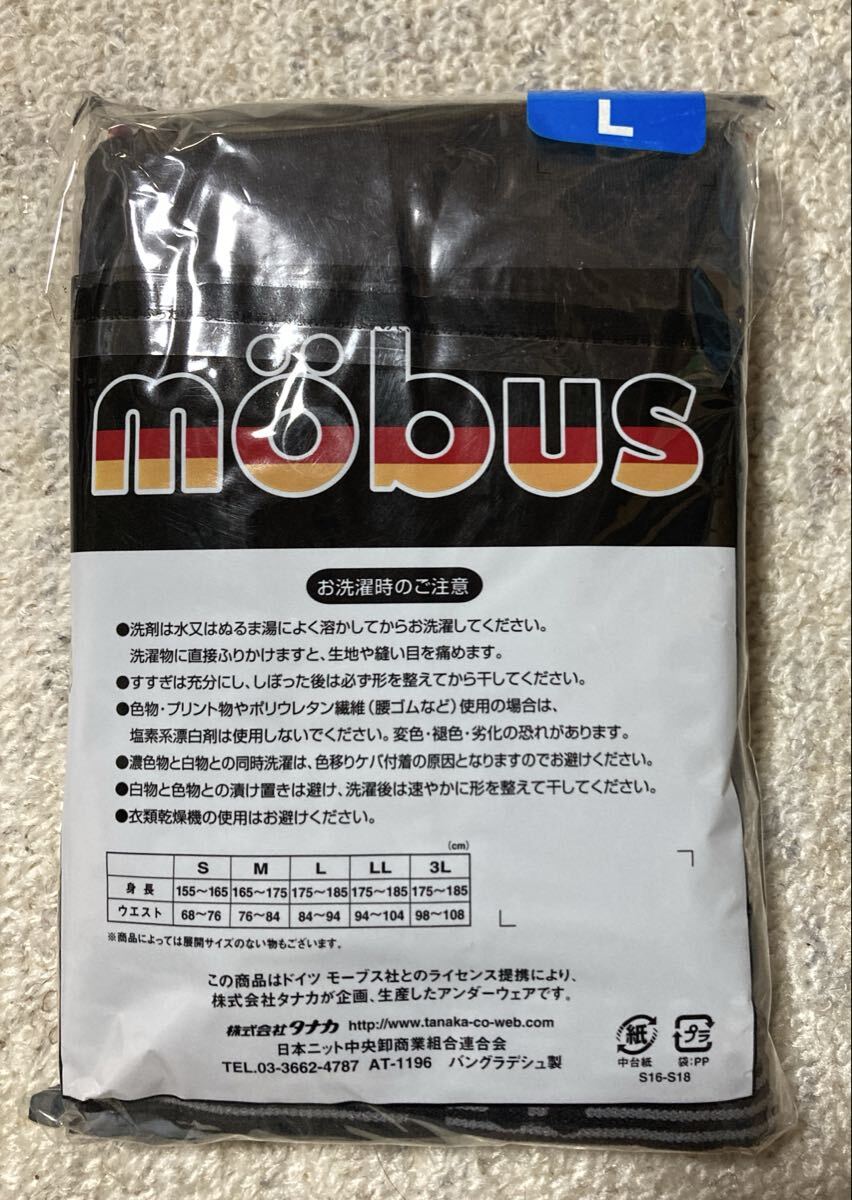 L
möbus
お洗濯時のご注意
●洗剤は水又はぬるま湯によく溶かしてからお洗濯してください。
洗濯物に直接ふりかけますと、生地や縫い目を痛めます。
●すすぎは充分にし、しぼった後は必ず形を整えてから干してください。
●色物・プリント物やポリウレタン繊維(腰ゴムなど)使用の場合は、
塩素系漂白剤は使用しないでください。変色・褪色・劣化の恐れがあります。
●濃色物と白物との同時洗濯は、色移りケバ付着の原因となりますのでお避けください。
●白物と色物との漬け置きは避け、洗濯後は速やかに形を整えて干してください。
●衣類乾燥機の使用はお避けください。
(cm)
S M L LL 3L
身長 155〜165 165〜175 175〜185 175〜185 175〜185
ウエスト 68〜76 76〜84 84〜94 94〜104 98〜108
※商品によっては展開サイズのない物もございます。
この商品はドイツ モーブス社とのライセンス提携により、
株式会社タナカが企画、生産したアンダーウェアです。
株式会社タナカ http://www.tanaka-co-web.com
日本ニット中央卸商業組合連合会
TEL.03-3662-4787 AT-1196 バングラデシュ製
紙 プラ
中台紙 袋:PP
S16-S18